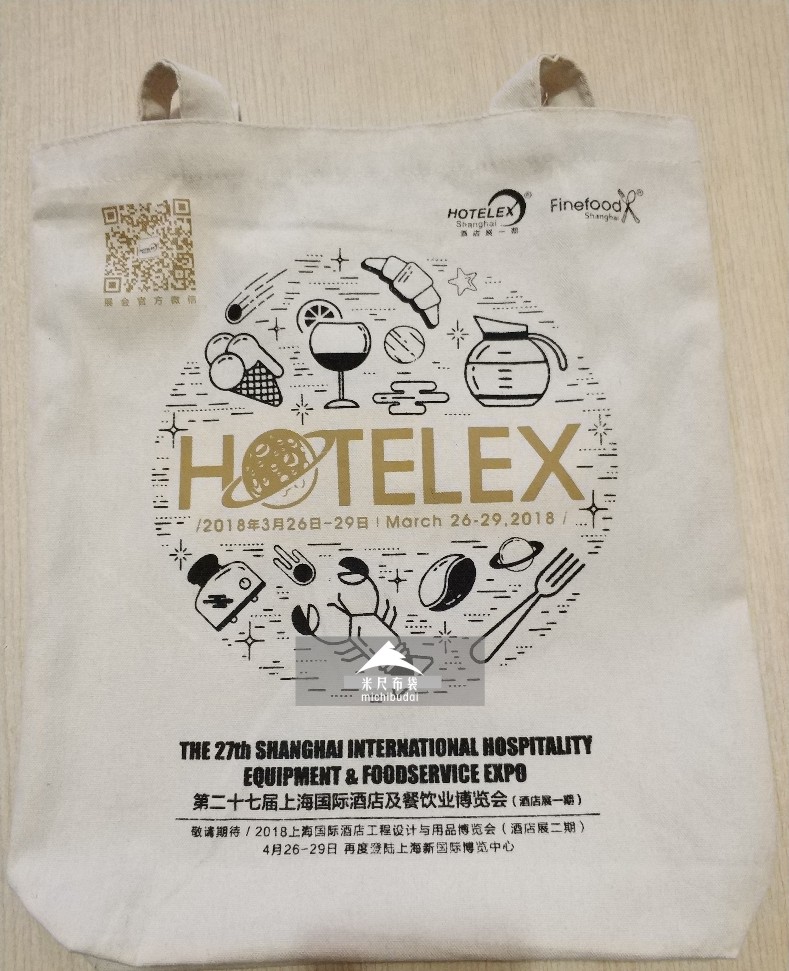 HOTELEX®
Shanghai
酒店展一期
Finefood®
Shanghai
展会官方微信
HOTELEX
/2018年3月26日-29日 | March 26-29,2018 /
米尺布袋
michibudai
THE 27th SHANGHAI INTERNATIONAL HOSPITALITY
EQUIPMENT & FOODSERVICE EXPO
第二十七届上海国际酒店及餐饮业博览会(酒店展一期)
敬请期待 / 2018上海国际酒店工程设计与用品博览会(酒店展二期)
4月26-29日 再度登陆上海新国际博览中心